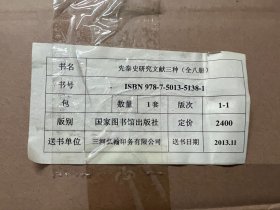 书名 先秦史研究文献三种（全八册）
书号 ISBN 978-7-5013-5138-1
包 数量 1套 版次 1-1
版别 国家图书馆出版社 定价 2400
送书单位 三河弘翰印务有限公司 送书日期 2013.11